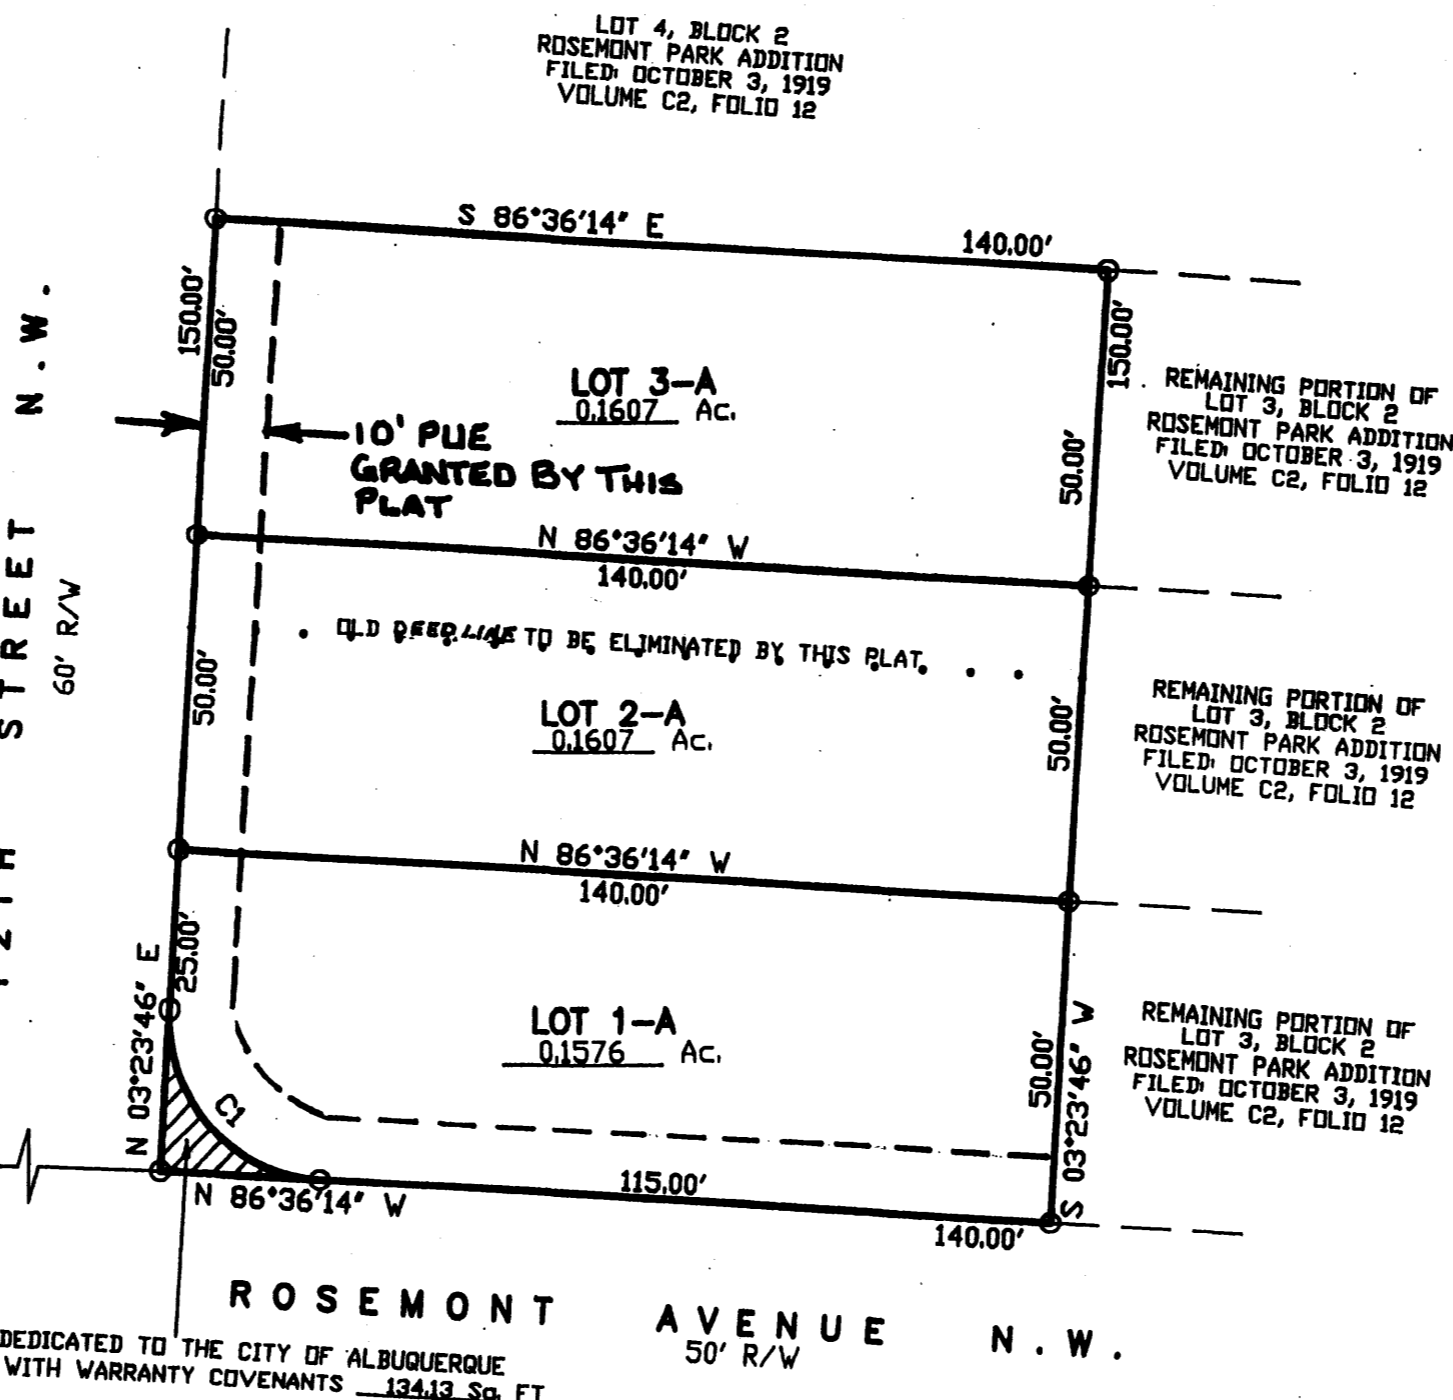 LOT 4, BLOCK 2
ROSEMONT PARK ADDITION
FILED: OCTOBER 3, 1919
VOLUME C2, FOLIO 12
S 86°36'14" E
140.00'
150.00'
50.00'
150.00'
50.00'
N.W.
STREET
60' R/W
LOT 3-A
0.1607 Ac.
10' PUE
GRANTED BY THIS
PLAT
REMAINING PORTION OF
LOT 3, BLOCK 2
ROSEMONT PARK ADDITION
FILED: OCTOBER 3, 1919
VOLUME C2, FOLIO 12
N 86°36'14" W
140.00'
OLD DEED LINE TO BE ELIMINATED BY THIS PLAT.
50.00'
50.00'
LOT 2-A
0.1607 Ac.
REMAINING PORTION OF
LOT 3, BLOCK 2
ROSEMONT PARK ADDITION
FILED: OCTOBER 3, 1919
VOLUME C2, FOLIO 12
N 86°36'14" W
140.00'
25.00'
N 03°23'46" E
C1
LOT 1-A
0.1576 Ac.
50.00'
S 03°23'46" W
REMAINING PORTION OF
LOT 3, BLOCK 2
ROSEMONT PARK ADDITION
FILED: OCTOBER 3, 1919
VOLUME C2, FOLIO 12
N 86°36'14" W
115.00'
140.00'
ROSEMONT AVENUE N.W.
50' R/W
DEDICATED TO THE CITY OF ALBUQUERQUE
WITH WARRANTY COVENANTS 134.13 Sq. FT